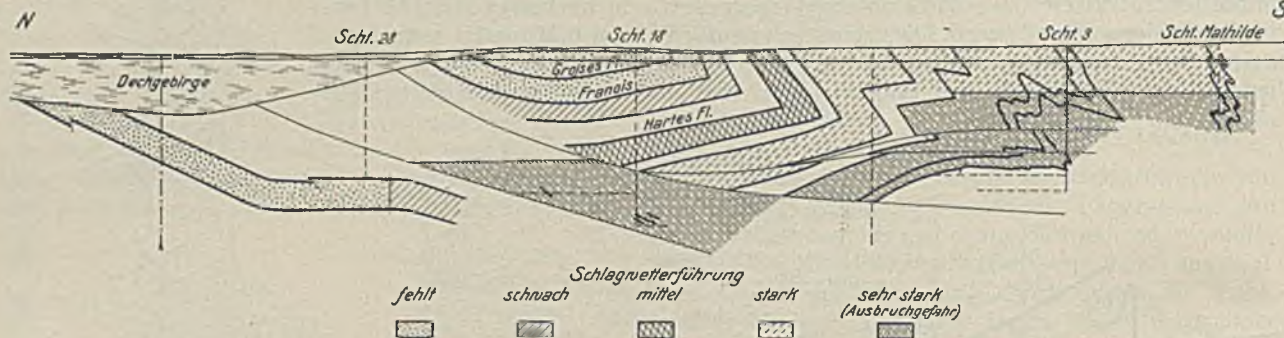 N S
Scht. 28 Scht. 18 Scht. 3 Scht. Mathilde
Deckgebirge
Großes Fl.
Franois
Hartes Fl.
Schlagwetterführung
fehlt schwach mittel stark sehr stark
(Ausbruchgefahr)